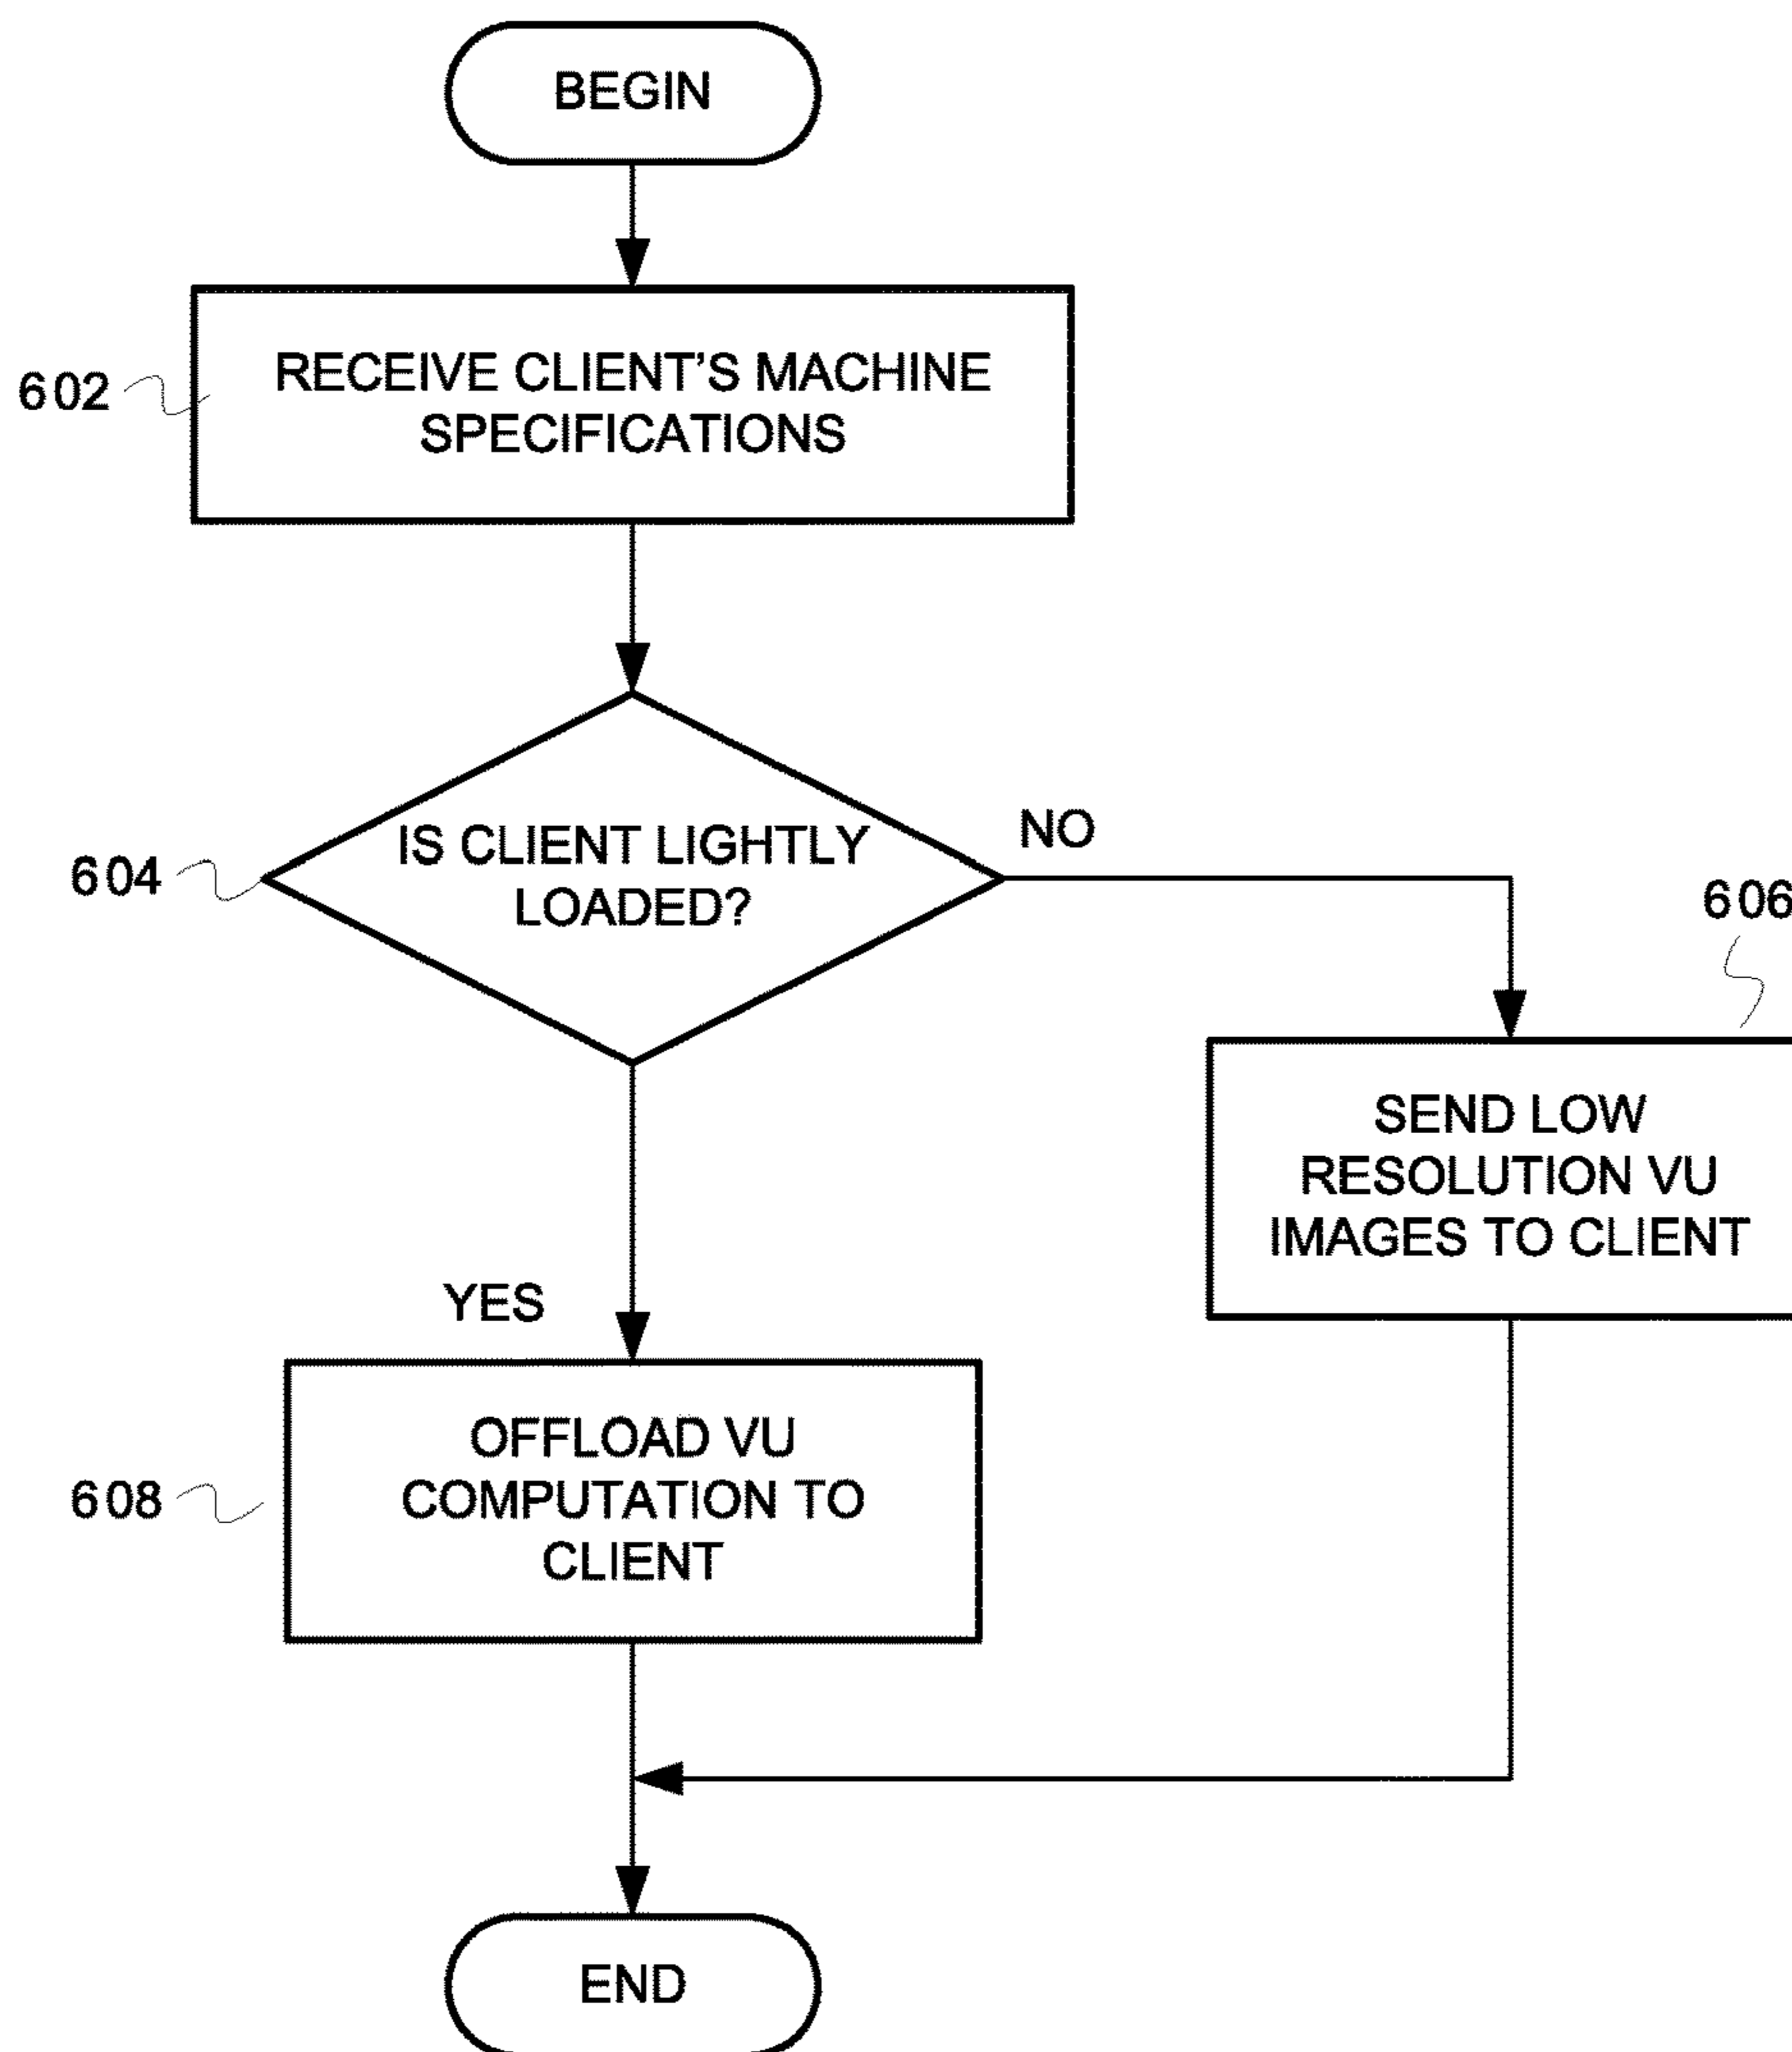 BEGIN
602
RECEIVE CLIENT'S MACHINE
SPECIFICATIONS
604
IS CLIENT LIGHTLY
LOADED?
NO
606
SEND LOW
RESOLUTION VU
IMAGES TO CLIENT
YES
608
OFFLOAD VU
COMPUTATION TO
CLIENT
END